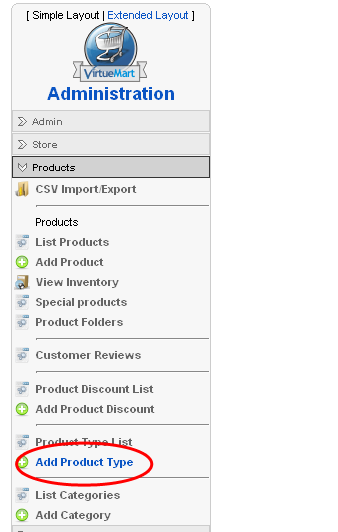 [ Simple Layout | Extended Layout ]
VirtueMart
Administration
Admin
Store
Products
CSV Import/Export
Products
List Products
Add Product
View Inventory
Special products
Product Folders
Customer Reviews
Product Discount List
Add Product Discount
Product Type List
Add Product Type
List Categories
Add Category